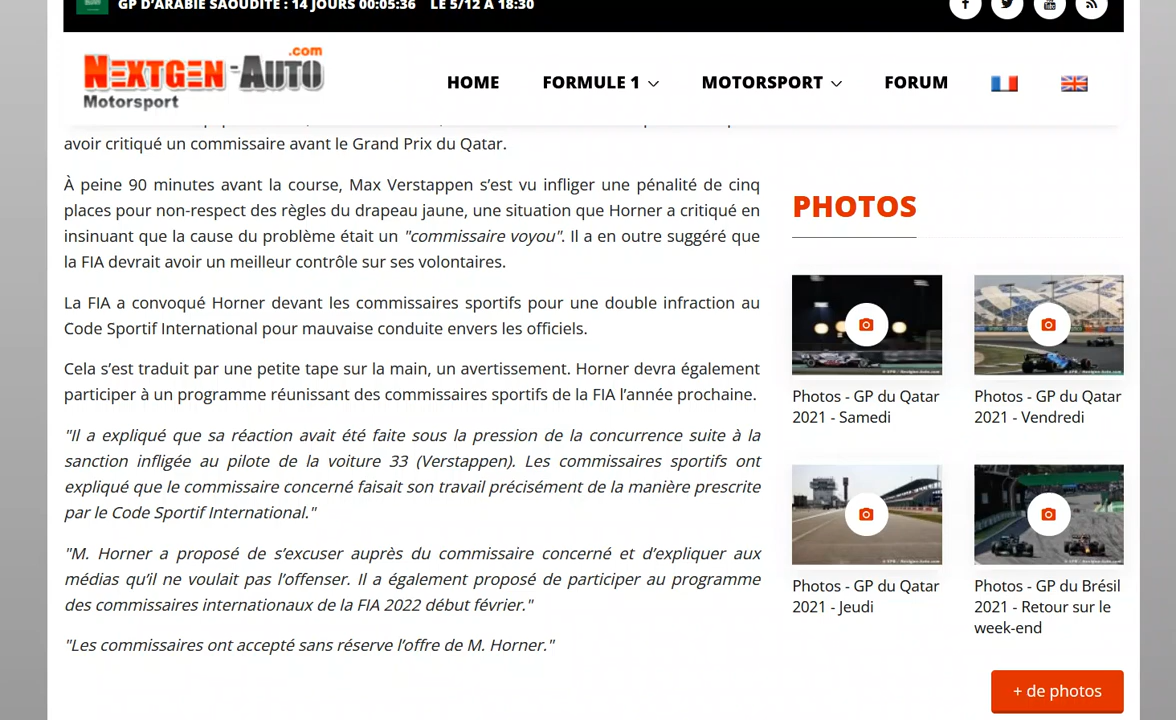 GP D'ARABIE SAOUDITE : 14 JOURS 00:05:36 LE 5/12 À 18:30
NEXTGEN-AUTO
.com
Motorsport
HOME FORMULE 1 MOTORSPORT FORUM
avoir critiqué un commissaire avant le Grand Prix du Qatar.
À peine 90 minutes avant la course, Max Verstappen s’est vu infliger une pénalité de cinq
places pour non-respect des règles du drapeau jaune, une situation que Horner a critiqué en
insinuant que la cause du problème était un "commissaire voyou". Il a en outre suggéré que
la FIA devrait avoir un meilleur contrôle sur ses volontaires.
La FIA a convoqué Horner devant les commissaires sportifs pour une double infraction au
Code Sportif International pour mauvaise conduite envers les officiels.
Cela s’est traduit par une petite tape sur la main, un avertissement. Horner devra également
participer à un programme réunissant des commissaires sportifs de la FIA l’année prochaine.
"Il a expliqué que sa réaction avait été faite sous la pression de la concurrence suite à la
sanction infligée au pilote de la voiture 33 (Verstappen). Les commissaires sportifs ont
expliqué que le commissaire concerné faisait son travail précisément de la manière prescrite
par le Code Sportif International."
"M. Horner a proposé de s’excuser auprès du commissaire concerné et d’expliquer aux
médias qu’il ne voulait pas l’offenser. Il a également proposé de participer au programme
des commissaires internationaux de la FIA 2022 début février."
"Les commissaires ont accepté sans réserve l’offre de M. Horner."
PHOTOS
Photos - GP du Qatar
2021 - Samedi
Photos - GP du Qatar
2021 - Vendredi
Photos - GP du Qatar
2021 - Jeudi
Photos - GP du Brésil
2021 - Retour sur le
week-end
+ de photos